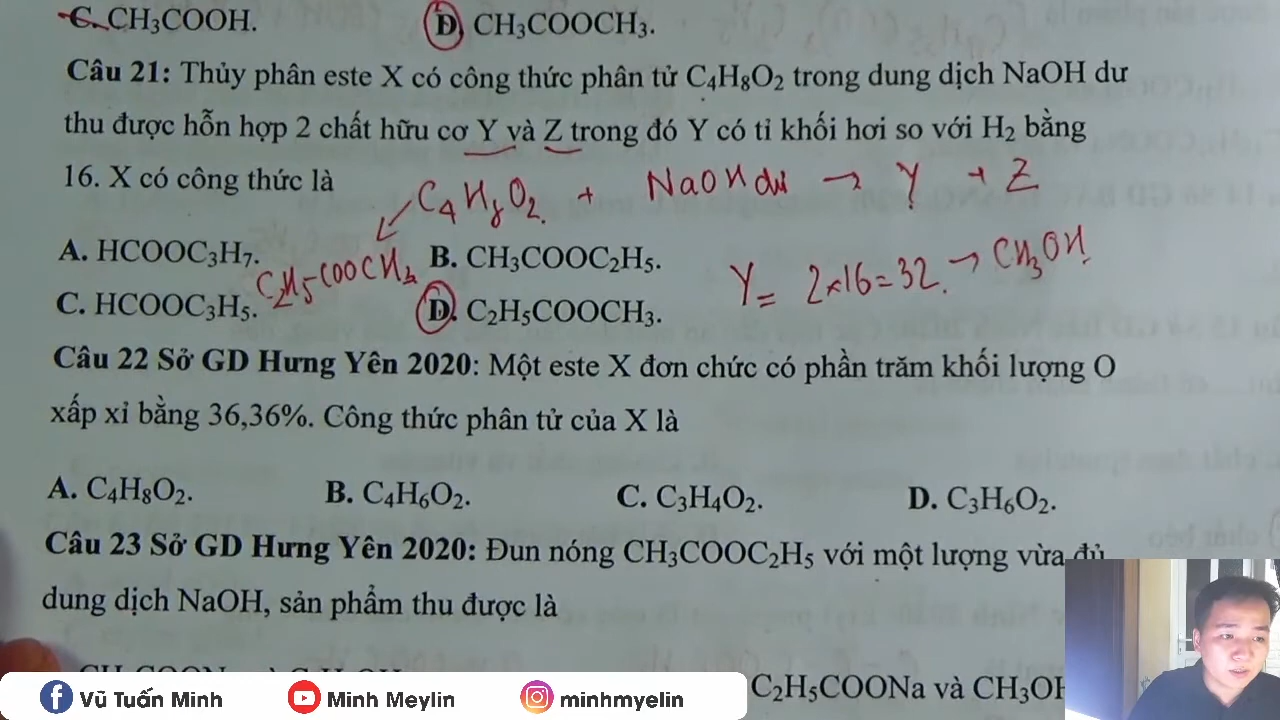 C. CH₃COOH. D. CH₃COOCH₃.
Câu 21: Thủy phân este X có công thức phân tử C₄H₈O₂ trong dung dịch NaOH dư
thu được hỗn hợp 2 chất hữu cơ Y và Z trong đó Y có tỉ khối hơi so với H₂ bằng
16. X có công thức là
C₄H₈O₂ + NaOH dư → Y + Z
A. HCOOC₃H₇. B. CH₃COOC₂H₅.
C₂H₅COOCH₃
Y = 2×16=32 → CH₃OH
C. HCOOC₃H₅. D. C₂H₅COOCH₃.
Câu 22 Sở GD Hưng Yên 2020: Một este X đơn chức có phần trăm khối lượng O
xấp xỉ bằng 36,36%. Công thức phân tử của X là
A. C₄H₈O₂. B. C₄H₆O₂. C. C₃H₄O₂. D. C₃H₆O₂.
Câu 23 Sở GD Hưng Yên 2020: Đun nóng CH₃COOC₂H₅ với một lượng vừa đủ
dung dịch NaOH, sản phẩm thu được là
C₂H₅COONa và CH₃OH
Vũ Tuấn Minh Minh Meylin minhmyelin